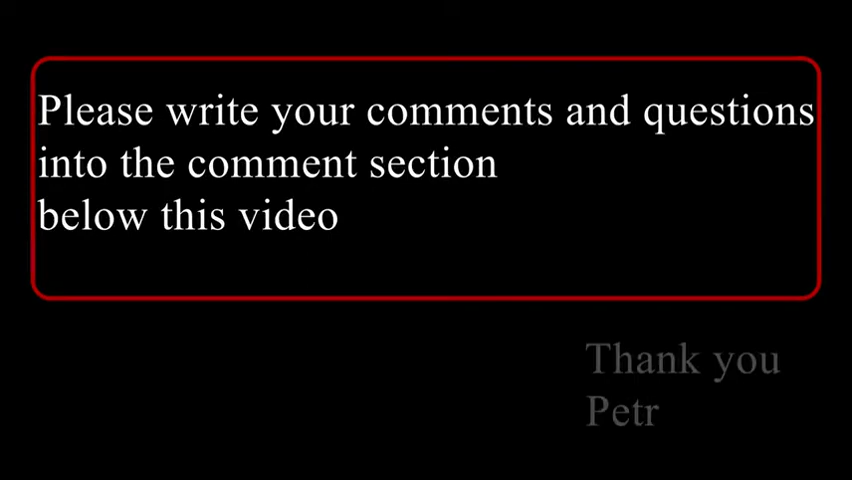 Please write your comments and questions
into the comment section
below this video
Thank you
Petr